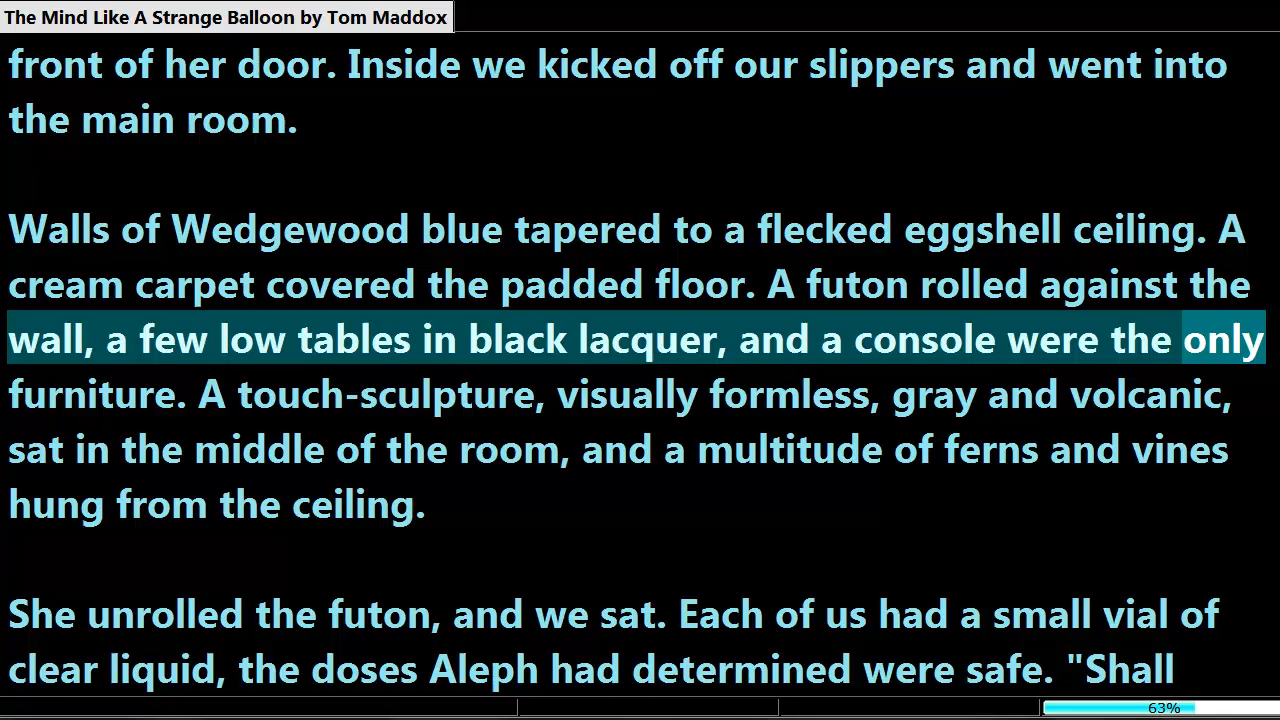 The Mind Like A Strange Balloon by Tom Maddox
front of her door. Inside we kicked off our slippers and went into
the main room.
Walls of Wedgewood blue tapered to a flecked eggshell ceiling. A
cream carpet covered the padded floor. A futon rolled against the
wall, a few low tables in black lacquer, and a console were the only
furniture. A touch-sculpture, visually formless, gray and volcanic,
sat in the middle of the room, and a multitude of ferns and vines
hung from the ceiling.
She unrolled the futon, and we sat. Each of us had a small vial of
clear liquid, the doses Aleph had determined were safe. "Shall
63%